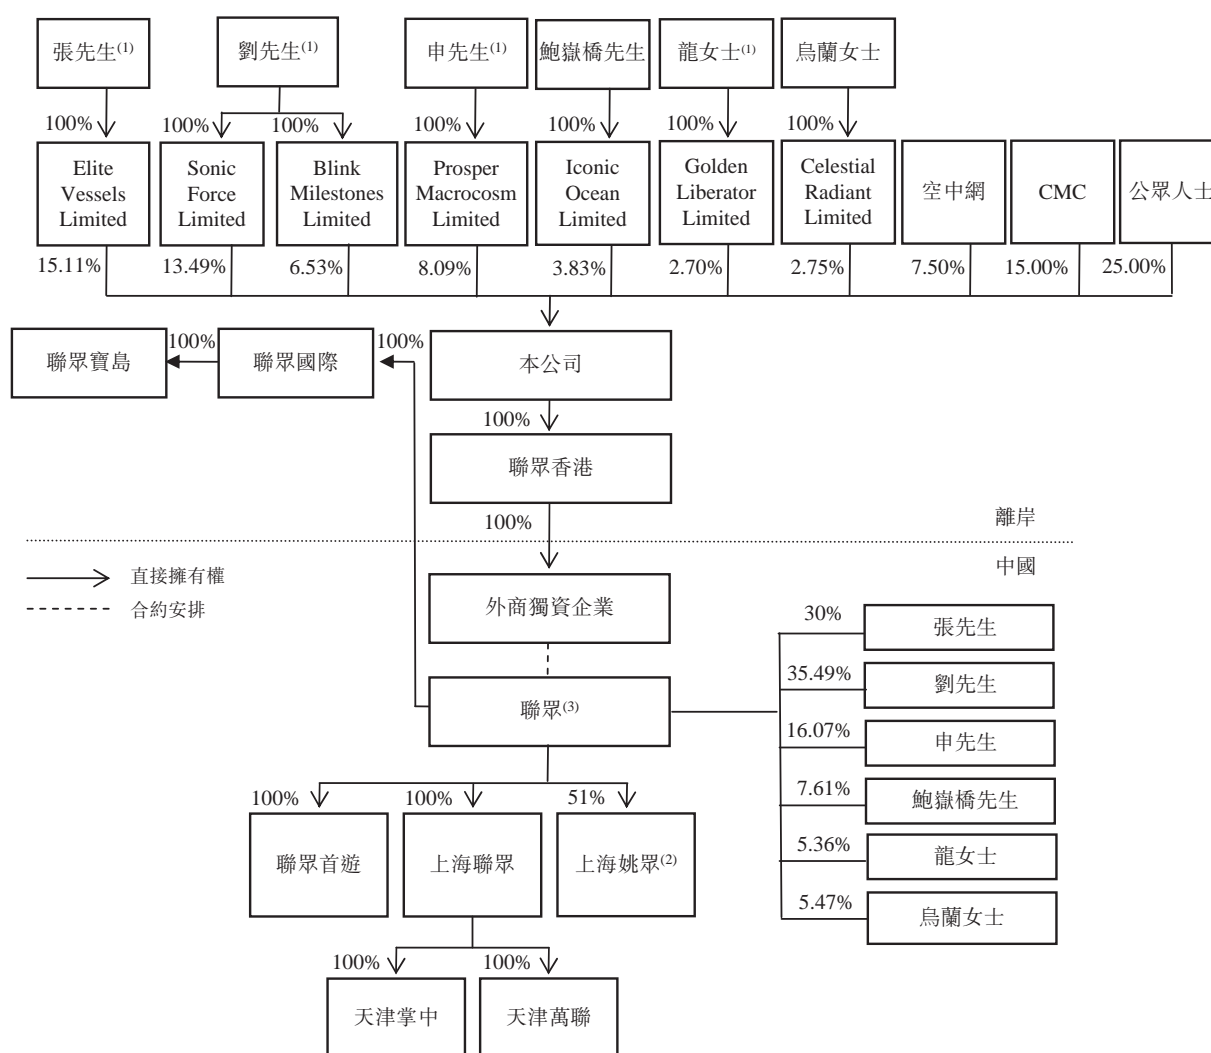 張先生(1)
劉先生(1)
申先生(1)
鮑嶽橋先生
龍女士(1)
烏蘭女士
100%
100%
100%
100%
100%
100%
100%
Elite
Vessels
Limited
Sonic
Force
Limited
Blink
Milestones
Limited
Prosper
Macrocosm
Limited
Iconic
Ocean
Limited
Golden
Liberator
Limited
Celestial
Radiant
Limited
空中網
CMC
公眾人士
15.11%
13.49%
6.53%
8.09%
3.83%
2.70%
2.75%
7.50%
15.00%
25.00%
聯眾寶島
100%
聯眾國際
100%
本公司
100%
聯眾香港
100%
離岸
中國
直接擁有權
合約安排
外商獨資企業
聯眾(3)
30%
張先生
35.49%
劉先生
16.07%
申先生
7.61%
鮑嶽橋先生
5.36%
龍女士
5.47%
烏蘭女士
100%
100%
51%
聯眾首遊
上海聯眾
上海姚眾(2)
100%
100%
天津掌中
天津萬聯